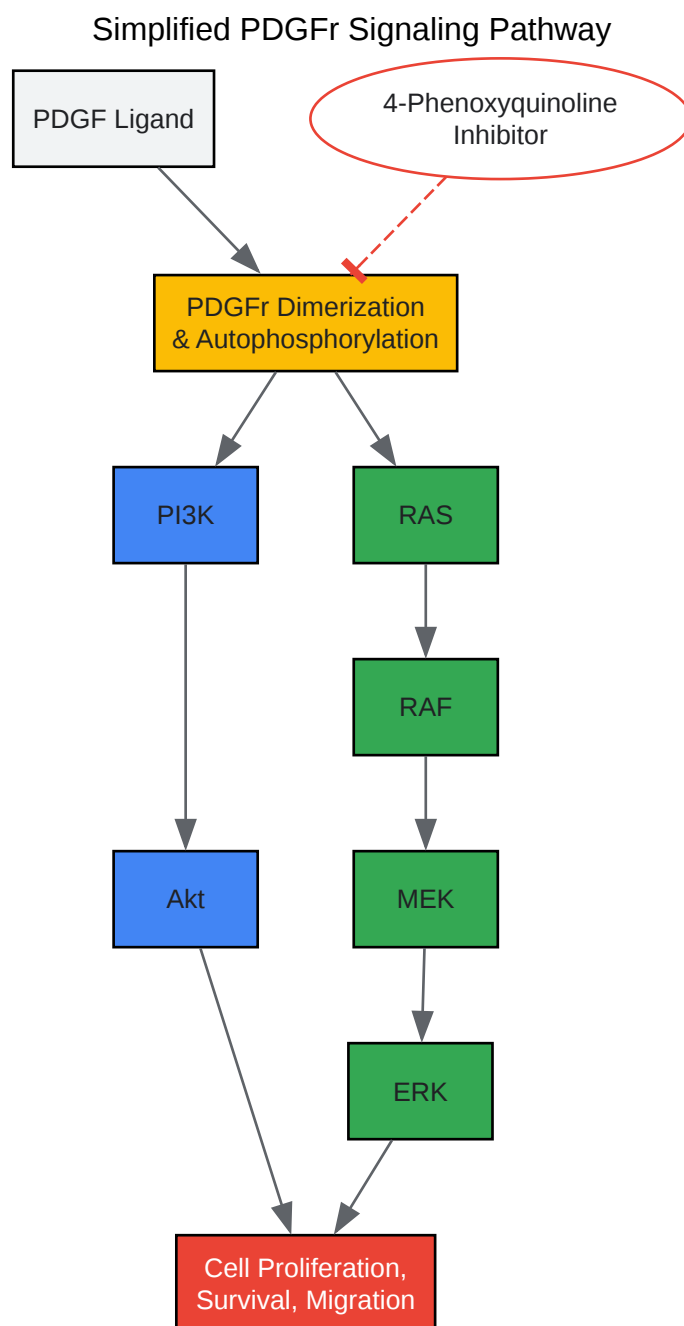 Simplified PDGFr Signaling Pathway
PDGF Ligand
4-Phenoxyquinoline
Inhibitor
PDGFr Dimerization
& Autophosphorylation
PI3K
RAS
RAF
Akt
MEK
ERK
Cell Proliferation,
Survival, Migration